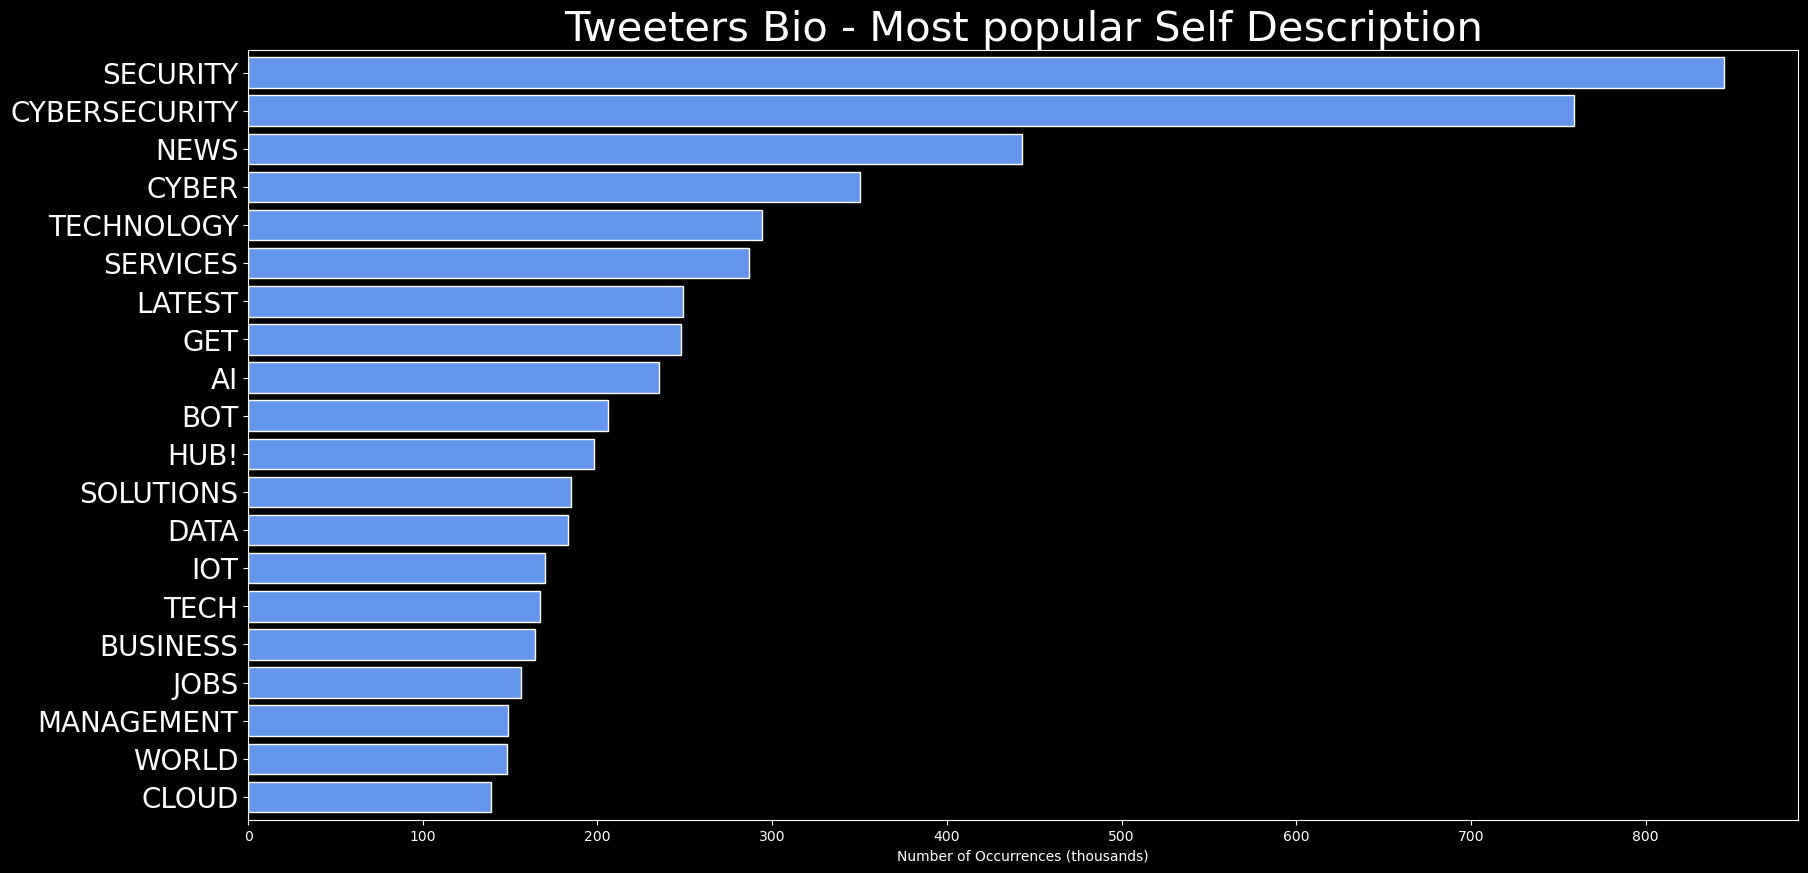 Tweeters Bio - Most popular Self Description
SECURITY
CYBERSECURITY
NEWS
CYBER
TECHNOLOGY
SERVICES
LATEST
GET
AI
BOT
HUB!
SOLUTIONS
DATA
IOT
TECH
BUSINESS
JOBS
MANAGEMENT
WORLD
CLOUD
0 100 200 300 400 500 600 700 800
Number of Occurrences (thousands)